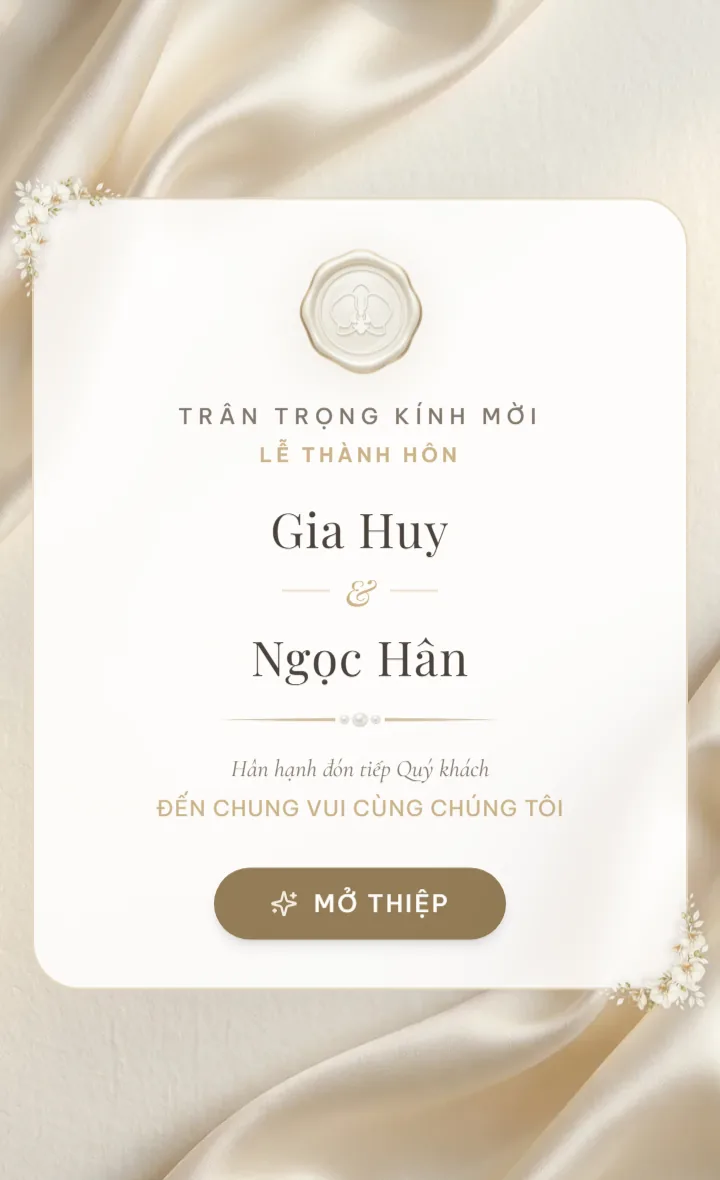 TRÂN TRỌNG KÍNH MỜI
LỄ THÀNH HÔN
Gia Huy
&
Ngọc Hân
Hân hạnh đón tiếp Quý khách
ĐẾN CHUNG VUI CÙNG CHÚNG TÔI
MỞ THIỆP